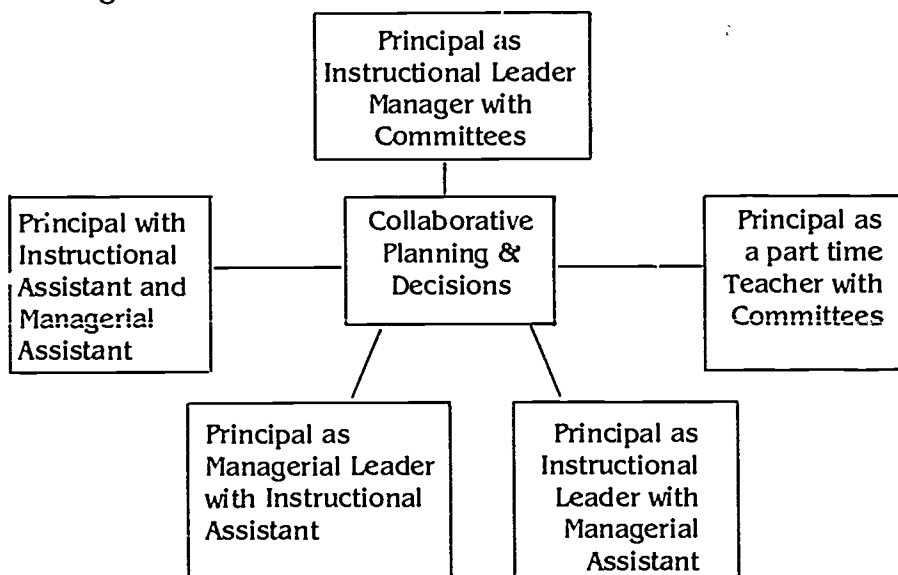 Principal as
Instructional Leader
Manager with
Committees
Principal with
Instructional
Assistant and
Managerial
Assistant
Collaborative
Planning &
Decisions
Principal as
a part time
Teacher with
Committees
Principal as
Managerial Leader
with Instructional
Assistant
Principal as
Instructional
Leader with
Managerial
Assistant